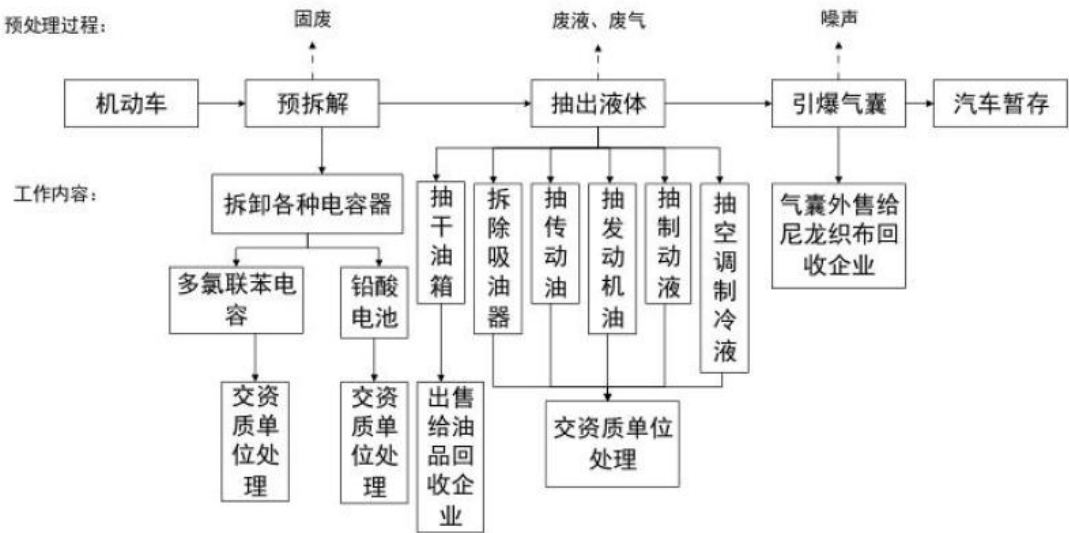 预处理过程:
固废
废液、废气
噪声
机动车
预拆解
抽出液体
引爆气囊
汽车暂存
工作内容:
拆卸各种电容器
多氯联苯电
容
铅酸
电池
交资
质单
位处
理
交资
质单
位处
理
抽
干
油
箱
拆
除
吸
油
器
抽
传
动
油
抽
发
动
机
油
抽
制
动
液
抽
空
调
制
冷
液
气囊外售给
尼龙织布回
收企业
出售
给油
品回
收企
业
交资质单位
处理